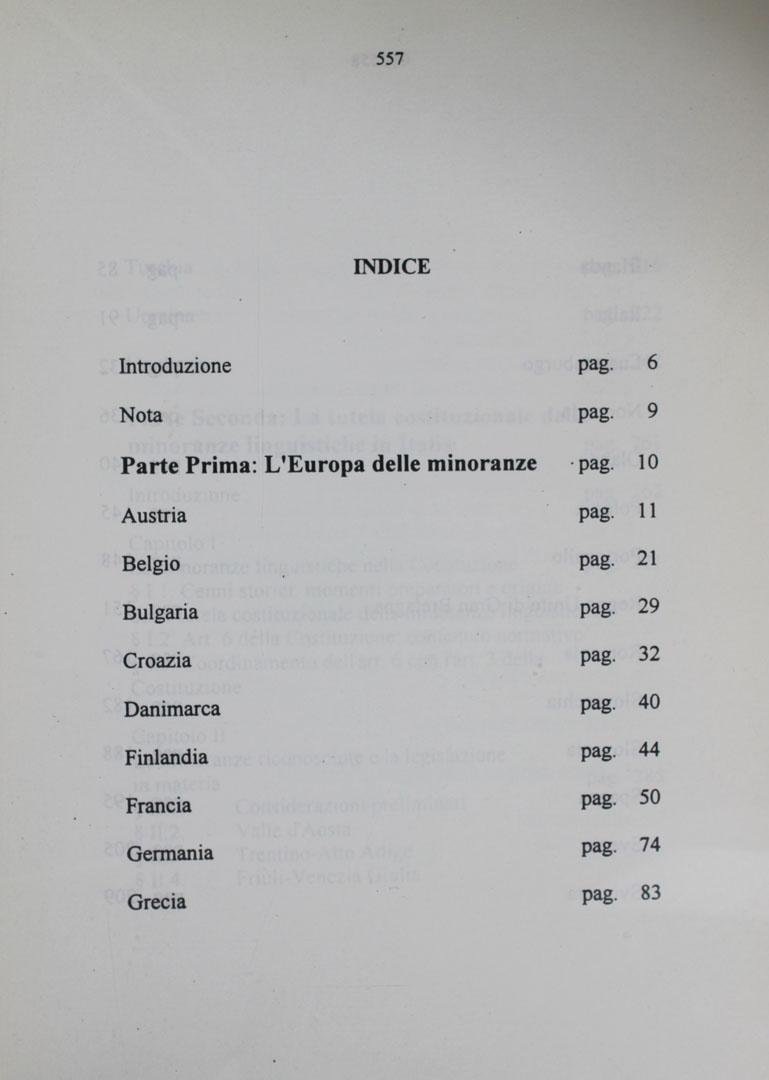 557
INDICE
Introduzione pag. 6
Nota pag. 9
Parte Prima: L'Europa delle minoranze pag. 10
Austria pag. 11
Belgio pag. 21
Bulgaria pag. 29
Croazia pag. 32
Danimarca pag. 40
Finlandia pag. 44
Francia pag. 50
Germania pag. 74
Grecia pag. 83